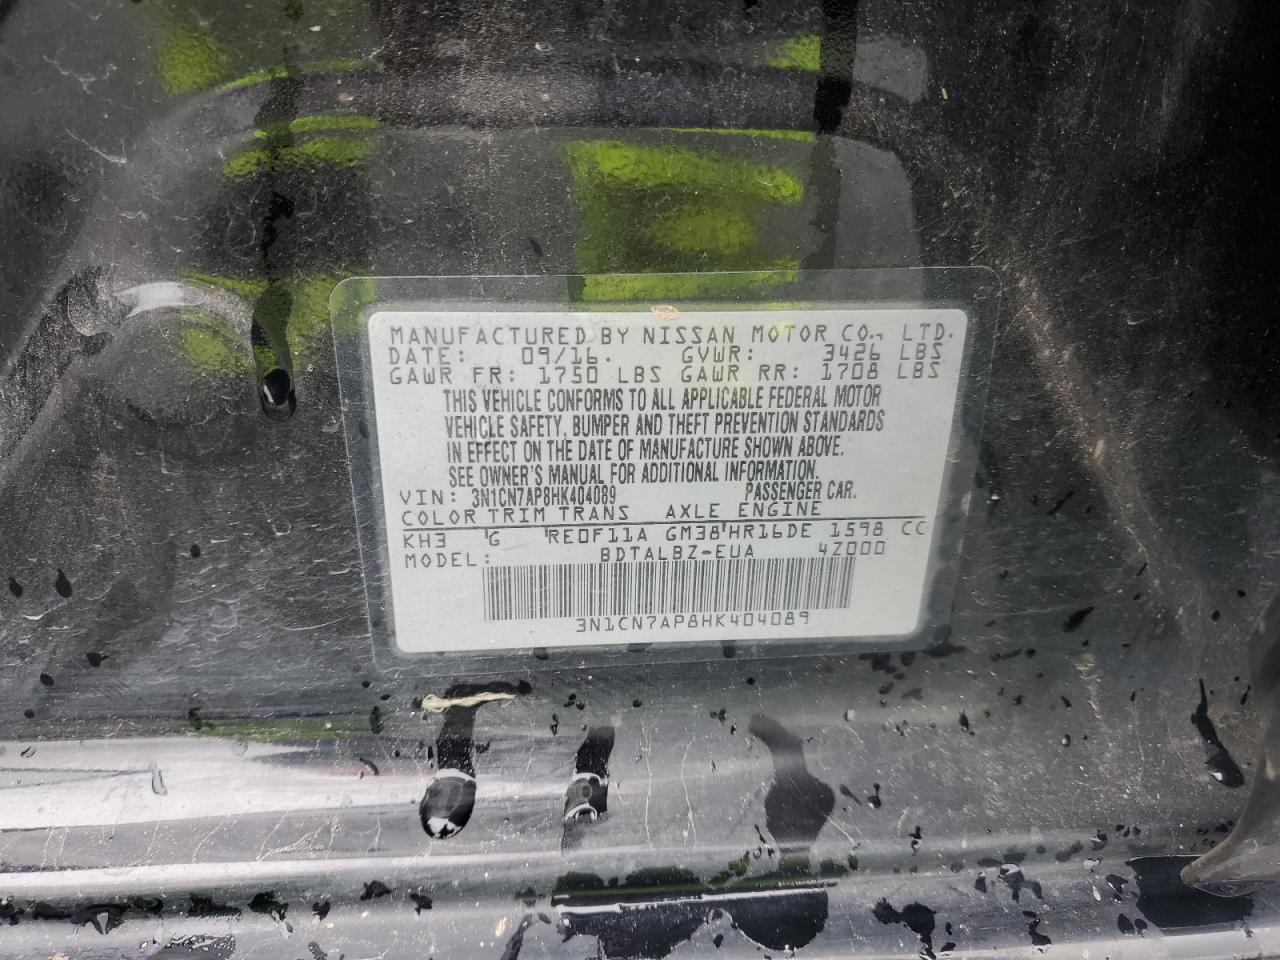 MANUFACTURED BY NISSAN MOTOR CO., LTD.
DATE: 09/16. GVWR: 3426 LBS
GAWR FR: 1750 LBS GAWR RR: 1708 LBS
THIS VEHICLE CONFORMS TO ALL APPLICABLE FEDERAL MOTOR
VEHICLE SAFETY, BUMPER AND THEFT PREVENTION STANDARDS
IN EFFECT ON THE DATE OF MANUFACTURE SHOWN ABOVE.
SEE OWNER'S MANUAL FOR ADDITIONAL INFORMATION.
VIN: 3N1CN7AP8HK404089 PASSENGER CAR.
COLOR TRIM TRANS AXLE ENGINE
KH3 G RE0F11A GM38 HR16DE 1598 CC
MODEL: BDTALBZ-EUA 4Z000
3N1CN7AP8HK404089